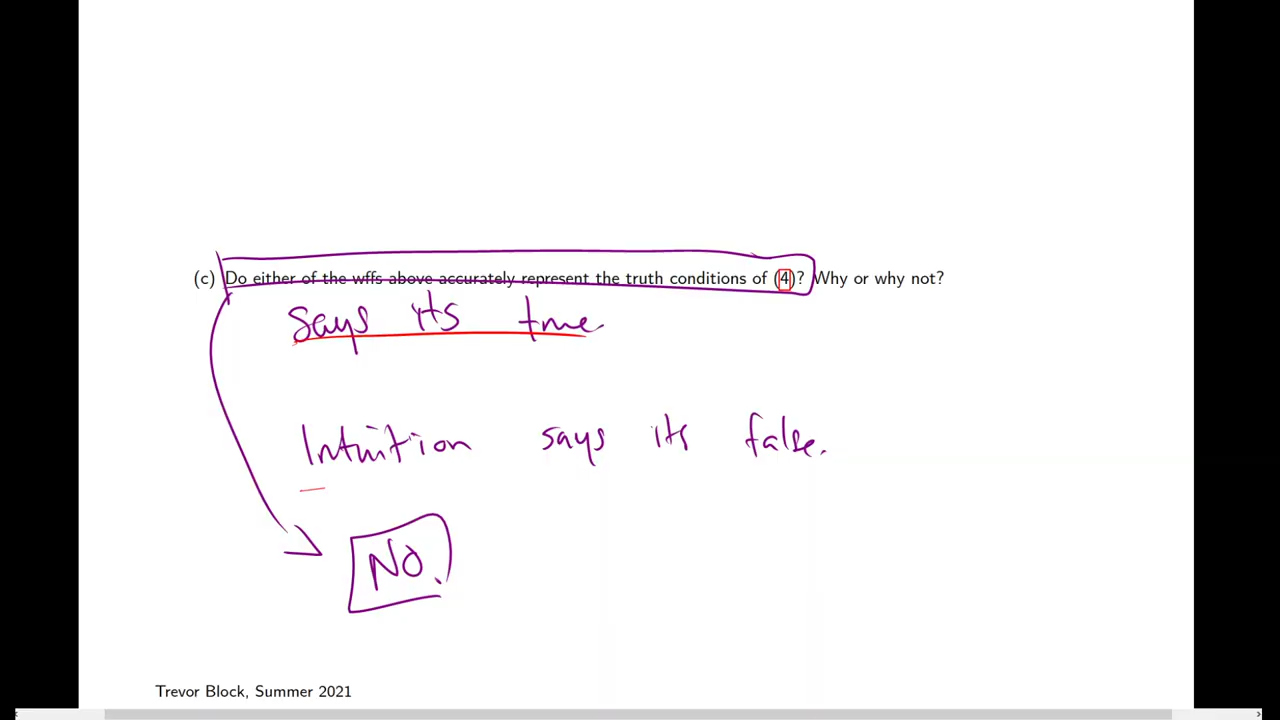 (c) Do either of the wffs above accurately represent the truth conditions of (4)? Why or why not?
says its true
Intuition says its false.
No.
Trevor Block, Summer 2021